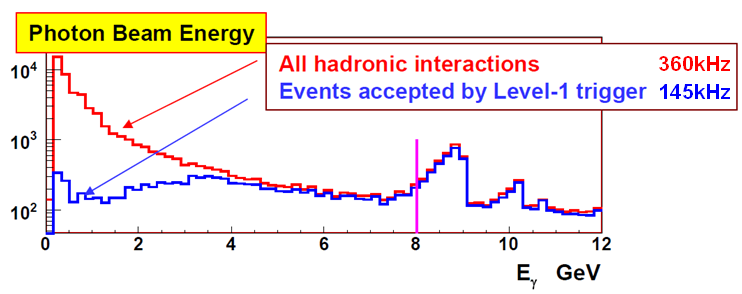 Photon Beam Energy
All hadronic interactions 360kHz
Events accepted by Level-1 trigger 145kHz
10⁴
10³
10²
0 2 4 6 8 10 12
Eγ GeV